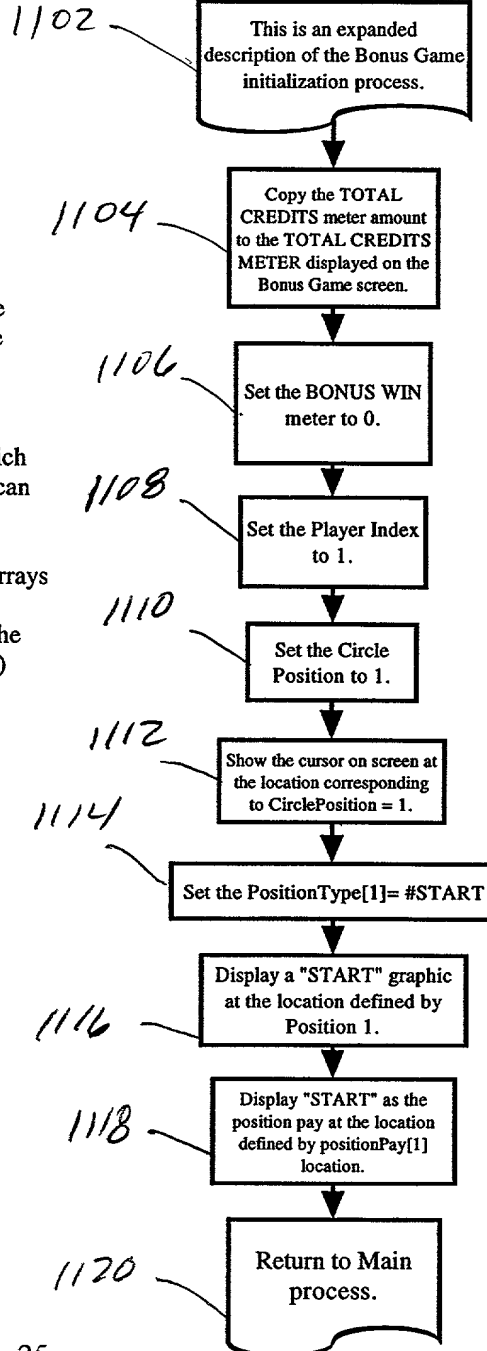 1102
This is an expanded
description of the Bonus Game
initialization process.
1104
Copy the TOTAL
CREDITS meter amount
to the TOTAL CREDITS
METER displayed on the
Bonus Game screen.
1106
Set the BONUS WIN
meter to 0.
ich
can
1108
Set the Player Index
to 1.
rrays
1110
he
)
Set the Circle
Position to 1.
1112
Show the cursor on screen at
the location corresponding
to CirclePosition = 1.
1114
Set the PositionType[1]= #START
Display a "START" graphic
at the location defined by
Position 1.
1116
Display "START" as the
position pay at the location
defined by positionPay[1]
location.
1118
Return to Main
process.
1120